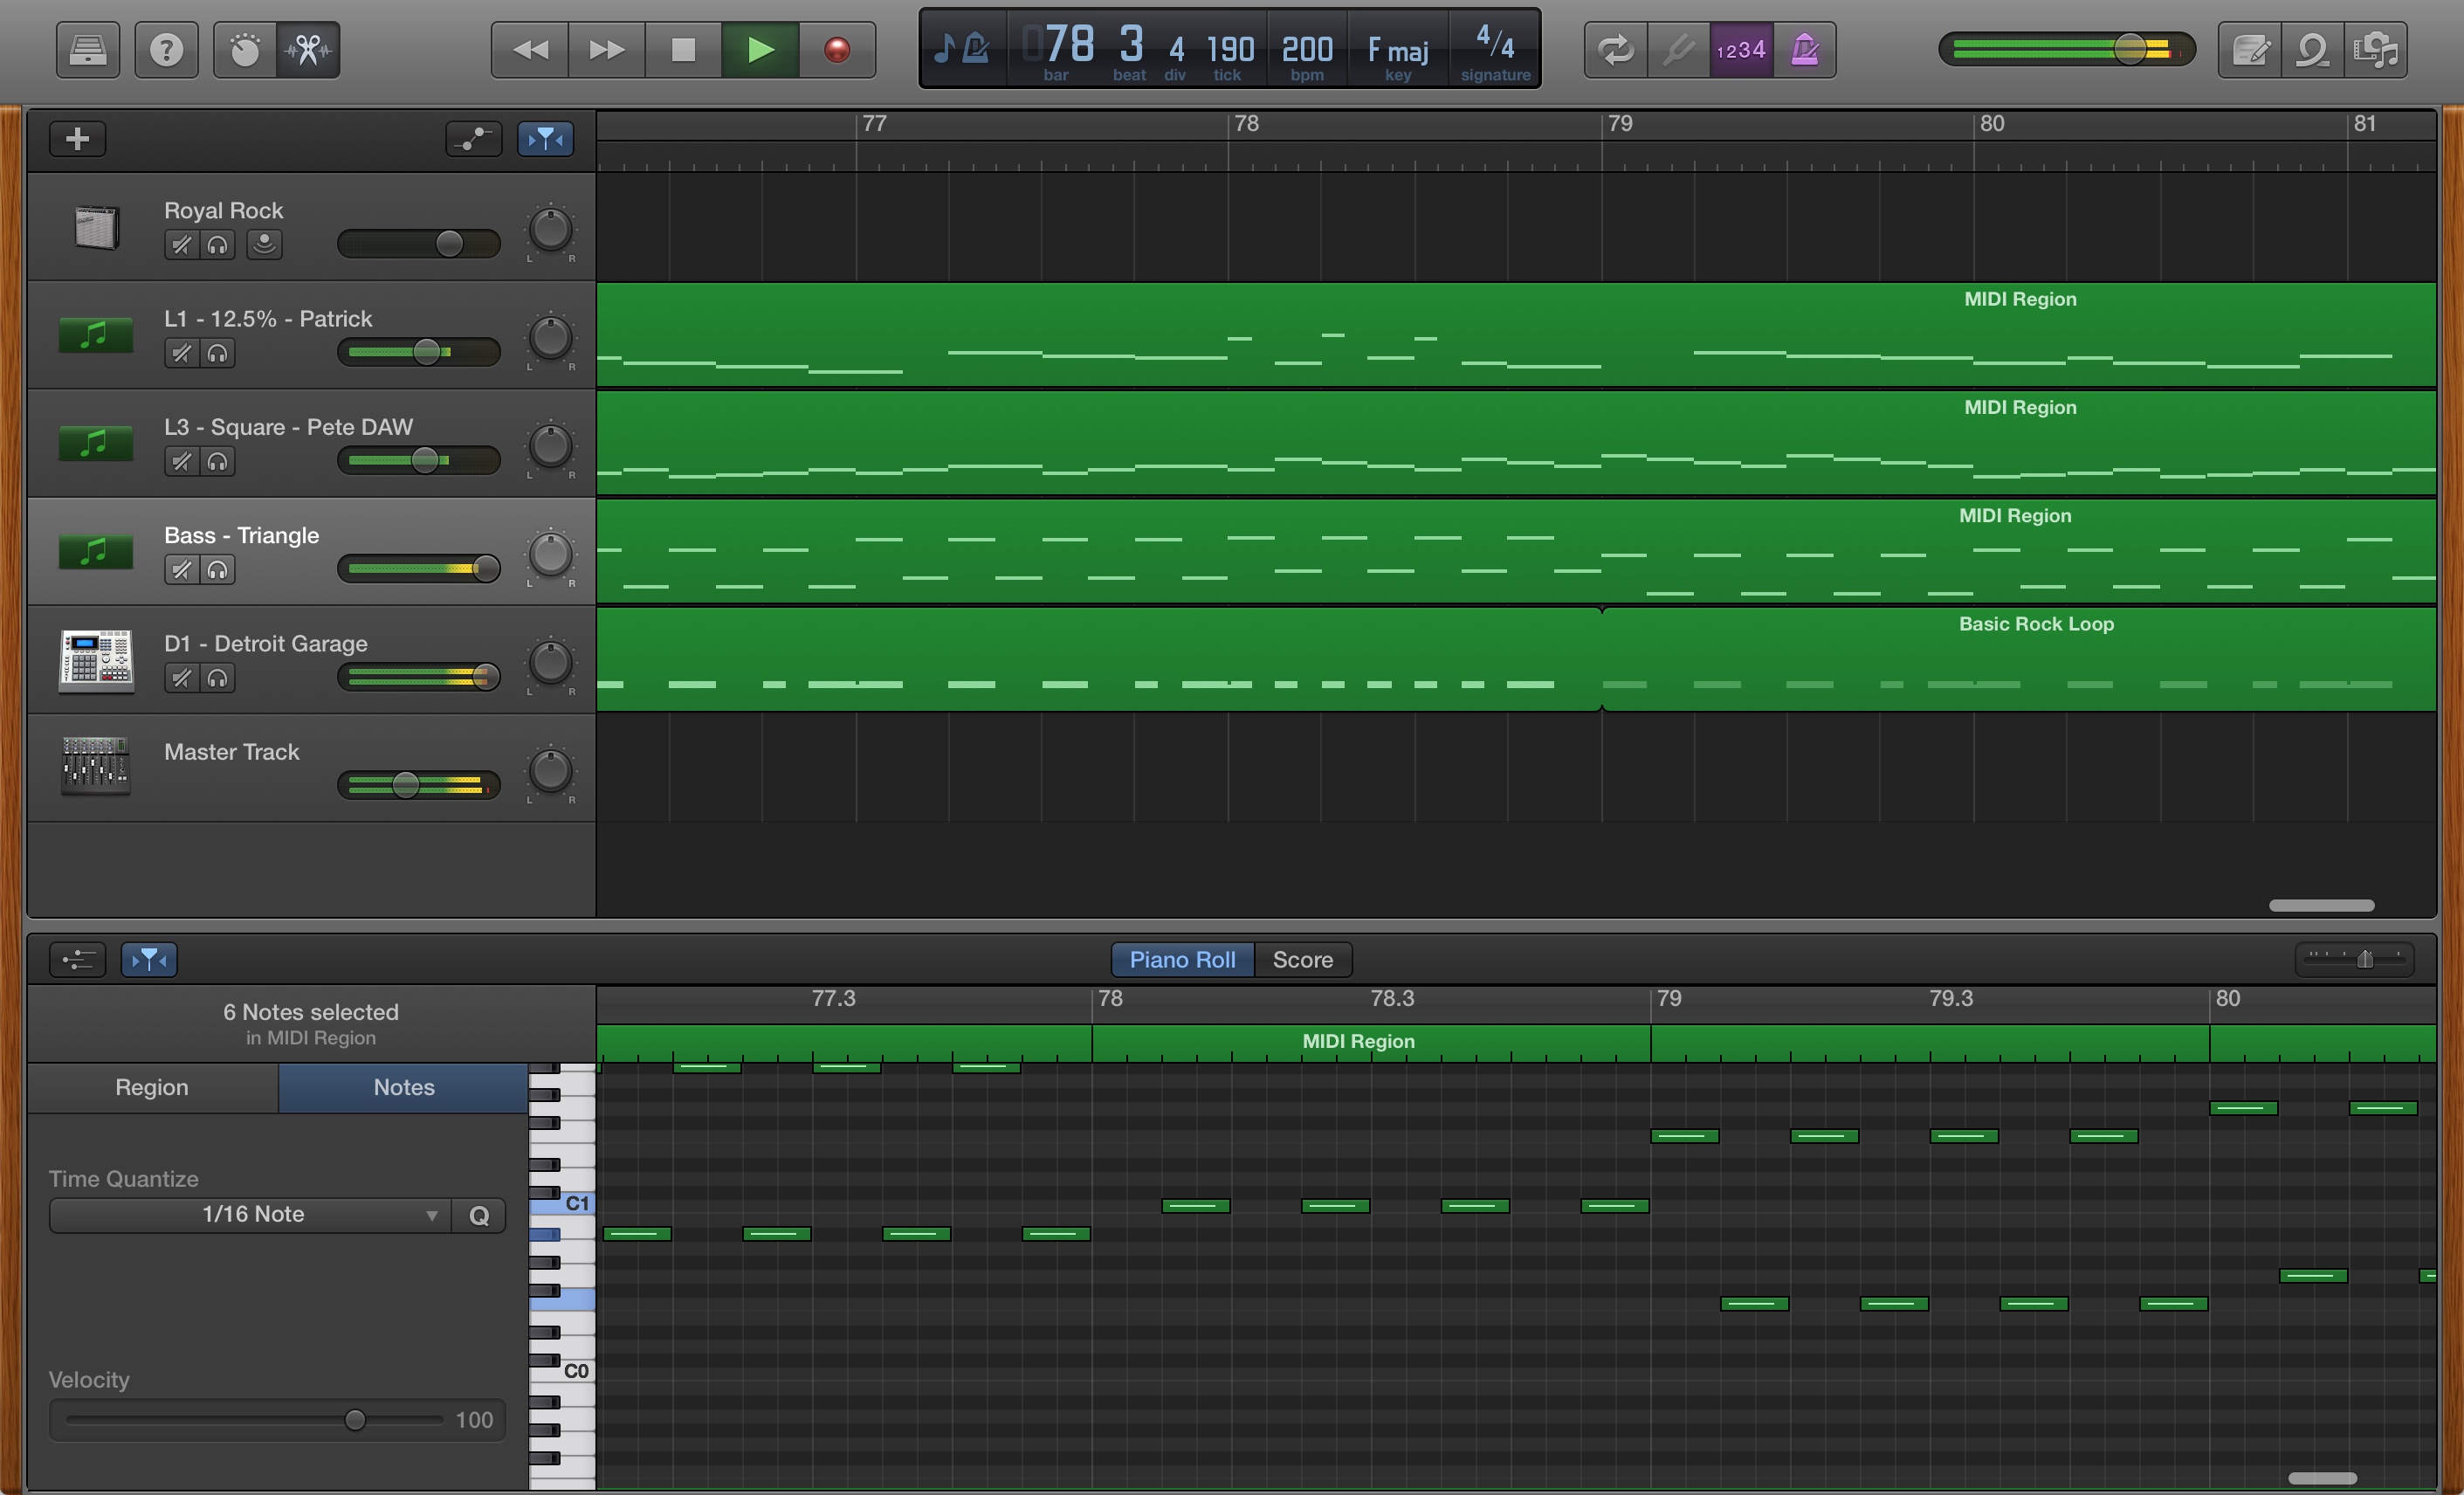 078 3 4 190 200 F maj 4/4
bar beat div tick bpm key signature
1234
77 78 79 80 81
Royal Rock
L R
L1 - 12.5% - Patrick
L R
MIDI Region
L3 - Square - Pete DAW
L R
MIDI Region
Bass - Triangle
L R
MIDI Region
D1 - Detroit Garage
L R
Basic Rock Loop
Master Track
L R
Piano Roll Score
6 Notes selected
in MIDI Region
77.3 78 78.3 79 79.3 80
MIDI Region
Region Notes
Time Quantize
1/16 Note Q
C1
C0
Velocity
100